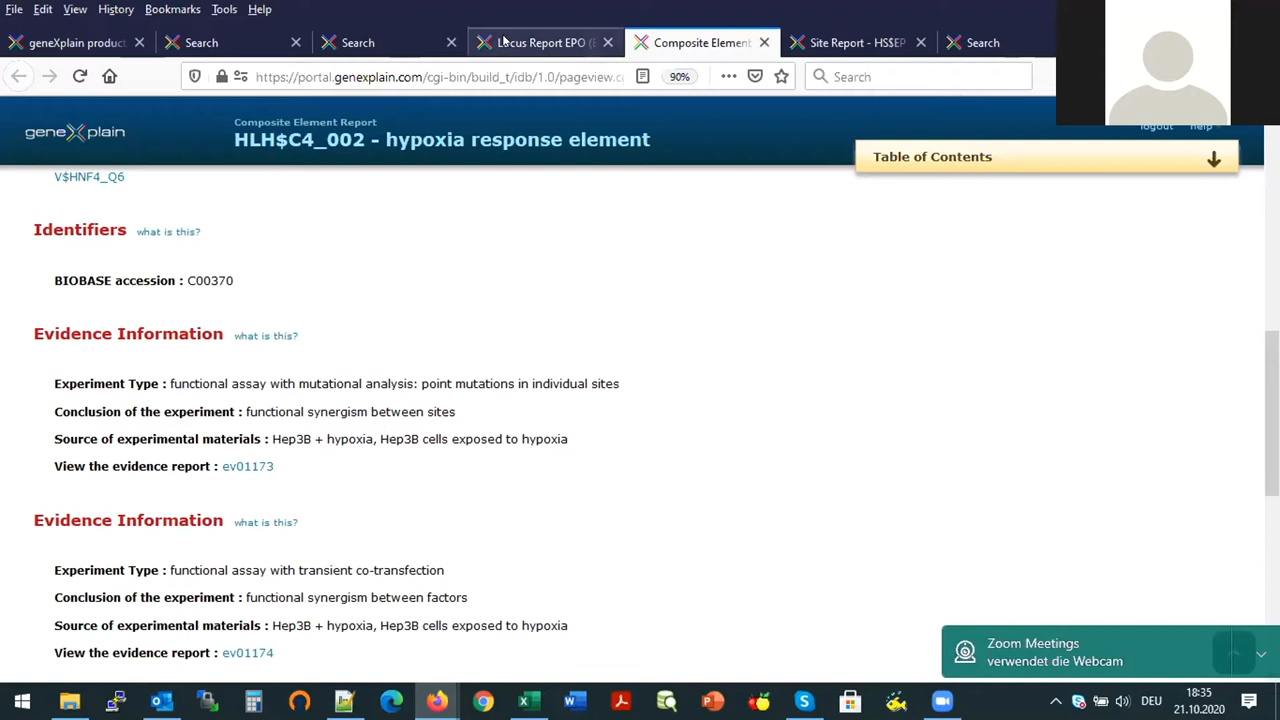 File Edit View History Bookmarks Tools Help
geneXplain product Search Search Locus Report EPO (E Composite Element Site Report - HS$EP Search
https://portal.genexplain.com/cgi-bin/build_t/idb/1.0/pageview.c 90% Search
geneXplain
Composite Element Report
HLH$C4_002 - hypoxia response element
logout help
Table of Contents
V$HNF4_Q6
Identifiers what is this?
BIOBASE accession : C00370
Evidence Information what is this?
Experiment Type : functional assay with mutational analysis: point mutations in individual sites
Conclusion of the experiment : functional synergism between sites
Source of experimental materials : Hep3B + hypoxia, Hep3B cells exposed to hypoxia
View the evidence report : ev01173
Evidence Information what is this?
Experiment Type : functional assay with transient co-transfection
Conclusion of the experiment : functional synergism between factors
Source of experimental materials : Hep3B + hypoxia, Hep3B cells exposed to hypoxia
View the evidence report : ev01174
Zoom Meetings
verwendet die Webcam
DEU
18:35
21.10.2020